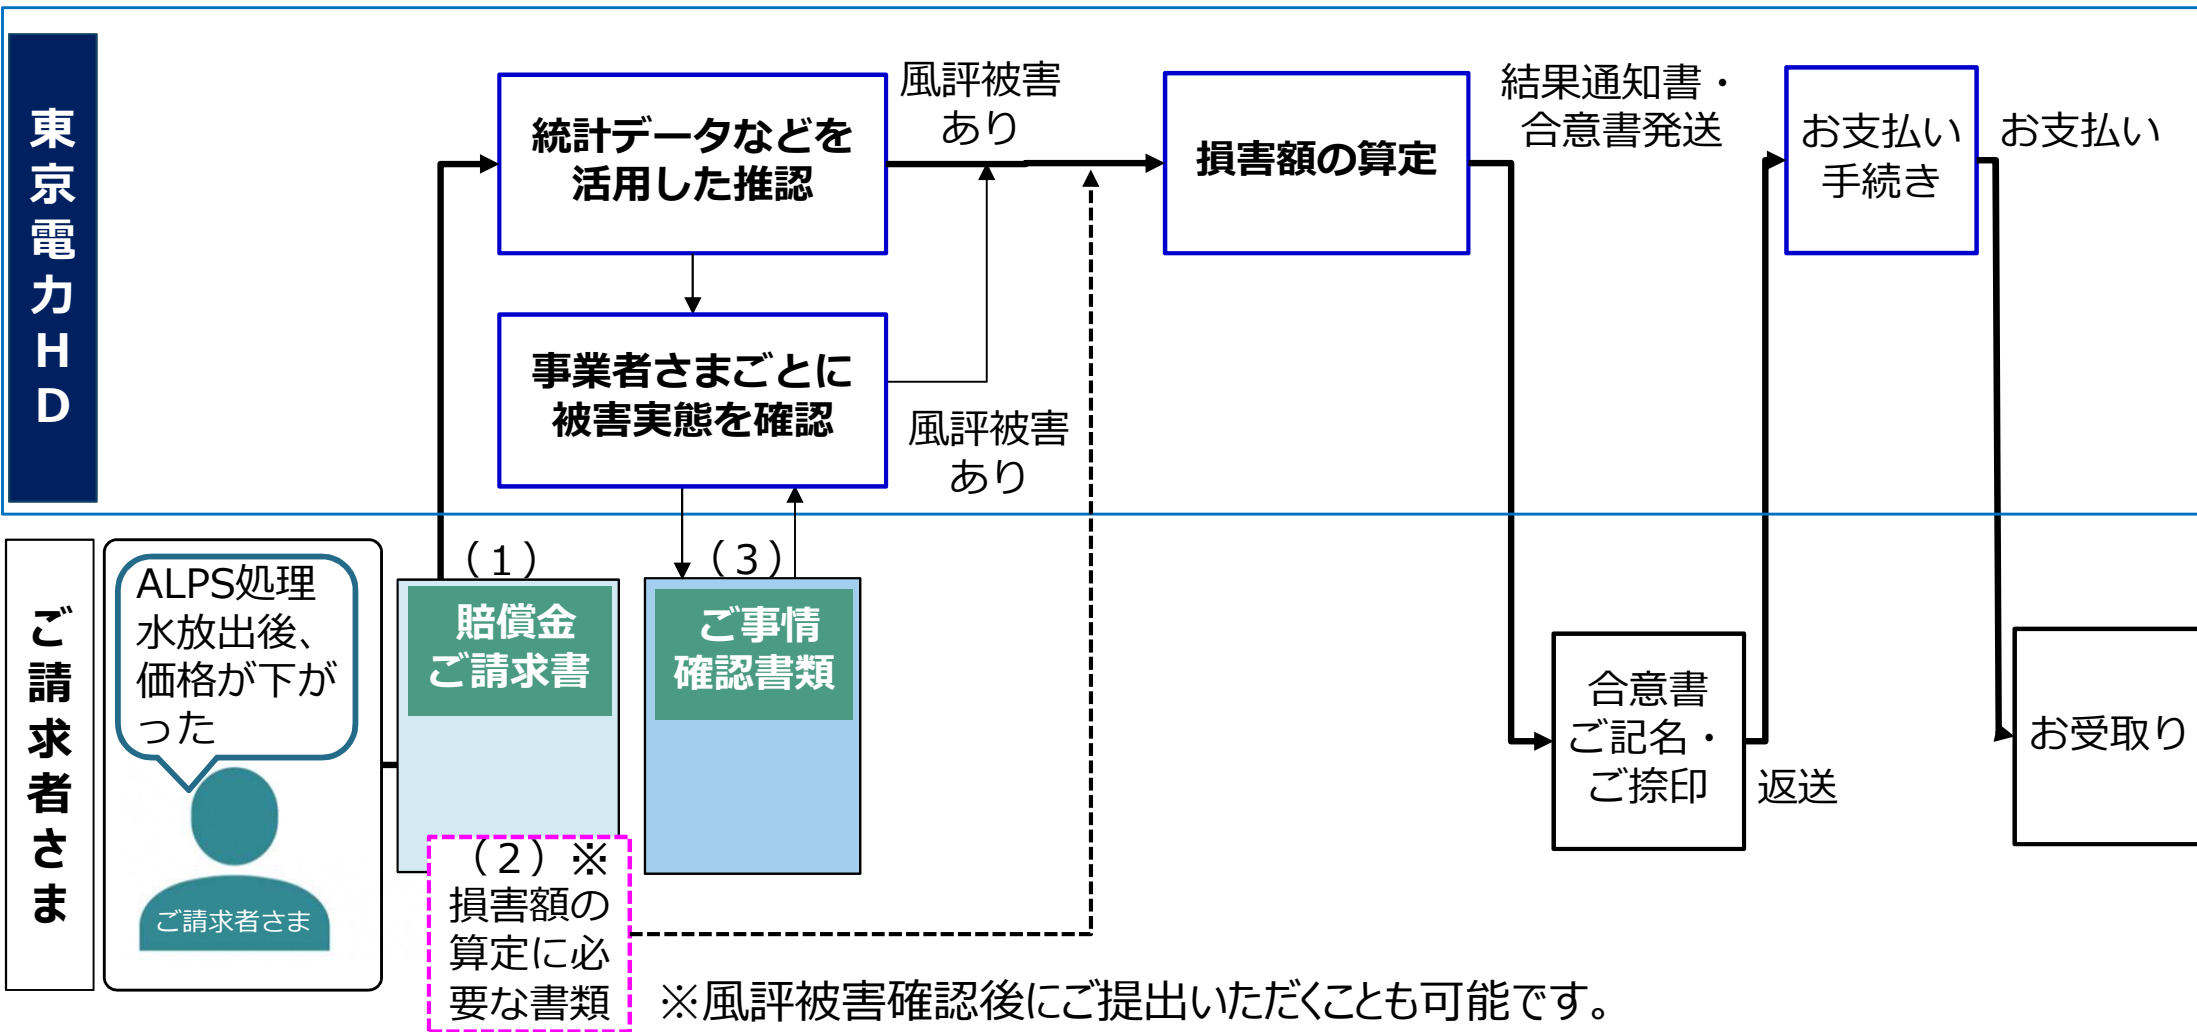 東京電力HD
統計データなどを
活用した推認
風評被害
あり
損害額の算定
結果通知書・
合意書発送
お支払い
手続き
お支払い
事業者さまごとに
被害実態を確認
風評被害
あり
ご請求者さま
ALPS処理
水放出後、
価格が下が
った
ご請求者さま
（1）
賠償金
ご請求書
（2）※
損害額の
算定に必
要な書類
（3）
ご事情
確認書類
合意書
ご記名・
ご捺印
返送
お受取り
※風評被害確認後にご提出いただくことも可能です。